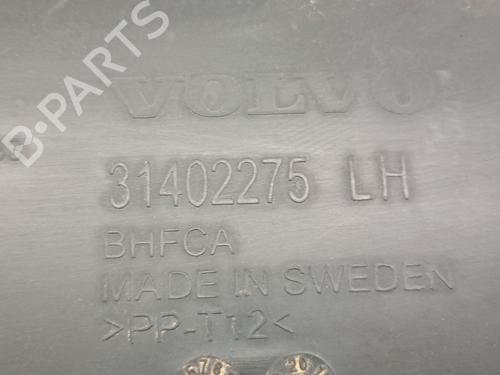 VOLVO
31402275 LH
BHFCA
MADE IN SWEDEN
>PP-T12<
B-PARTS